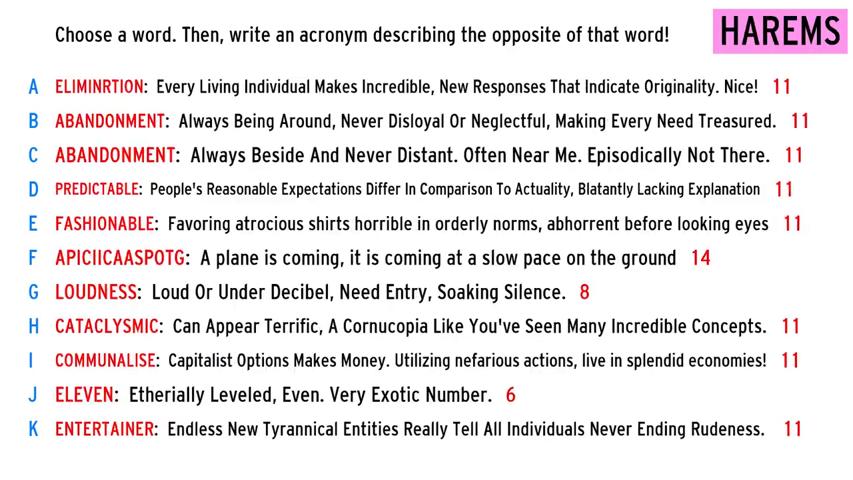 Choose a word. Then, write an acronym describing the opposite of that word!
HAREMS
A ELIMINRTION: Every Living Individual Makes Incredible, New Responses That Indicate Originality. Nice! 11
B ABANDONMENT: Always Being Around, Never Disloyal Or Neglectful, Making Every Need Treasured. 11
C ABANDONMENT: Always Beside And Never Distant. Often Near Me. Episodically Not There. 11
D PREDICTABLE: People's Reasonable Expectations Differ In Comparison To Actuality, Blatantly Lacking Explanation 11
E FASHIONABLE: Favoring atrocious shirts horrible in orderly norms, abhorrent before looking eyes 11
F APICIICAASPOTG: A plane is coming, it is coming at a slow pace on the ground 14
G LOUDNESS: Loud Or Under Decibel, Need Entry, Soaking Silence. 8
H CATACLYSMIC: Can Appear Terrific, A Cornucopia Like You've Seen Many Incredible Concepts. 11
I COMMUNALISE: Capitalist Options Makes Money. Utilizing nefarious actions, live in splendid economies! 11
J ELEVEN: Etherially Leveled, Even. Very Exotic Number. 6
K ENTERTAINER: Endless New Tyrannical Entities Really Tell All Individuals Never Ending Rudeness. 11